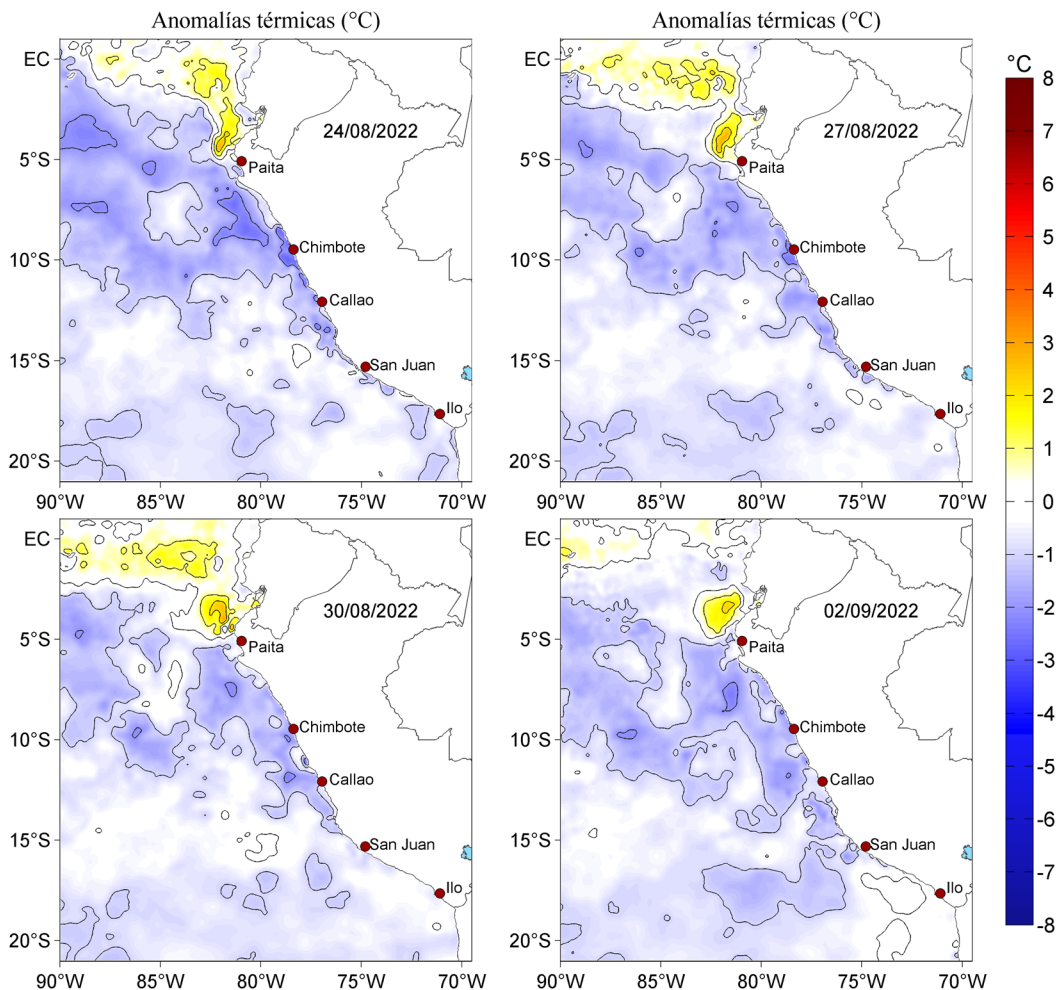 Anomalías térmicas (°C)
Anomalías térmicas (°C)
EC
5°S
10°S
15°S
20°S
90°W
85°W
80°W
75°W
70°W
24/08/2022
Paita
Chimbote
Callao
San Juan
Ilo
EC
5°S
10°S
15°S
20°S
90°W
85°W
80°W
75°W
70°W
27/08/2022
Paita
Chimbote
Callao
San Juan
Ilo
EC
5°S
10°S
15°S
20°S
90°W
85°W
80°W
75°W
70°W
30/08/2022
Paita
Chimbote
Callao
San Juan
Ilo
EC
5°S
10°S
15°S
20°S
90°W
85°W
80°W
75°W
70°W
02/09/2022
Paita
Chimbote
Callao
San Juan
Ilo
°C
8
7
6
5
4
3
2
1
0
-1
-2
-3
-4
-5
-6
-7
-8